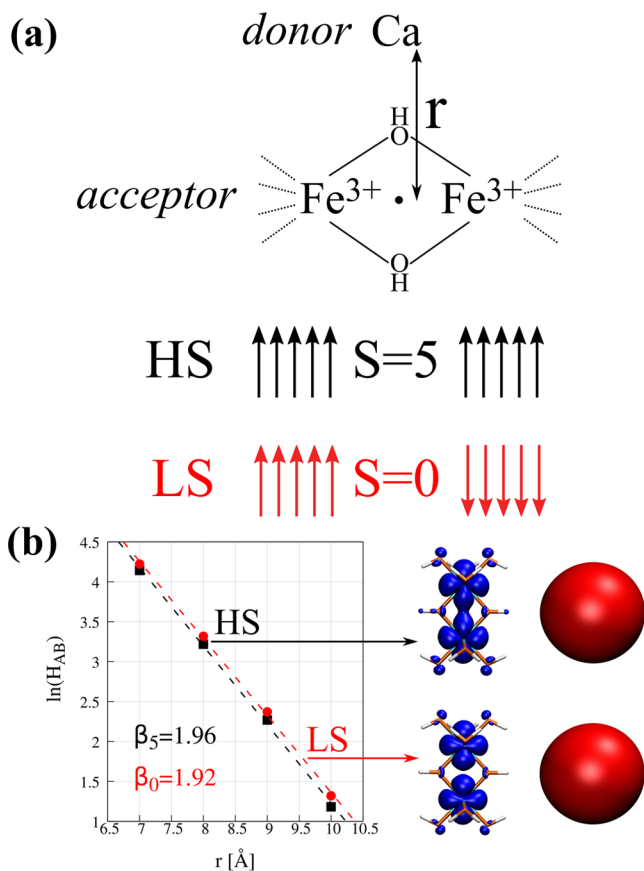 (a)
donor Ca
r
H
O
acceptor Fe3+ • Fe3+
O
H
HS S=5
LS S=0
(b)
ln(HAB)
4.5
4
3.5
3
2.5
2
1.5
1
HS
LS
β5=1.96
β0=1.92
6.5 7 7.5 8 8.5 9 9.5 10 10.5
r [Å]